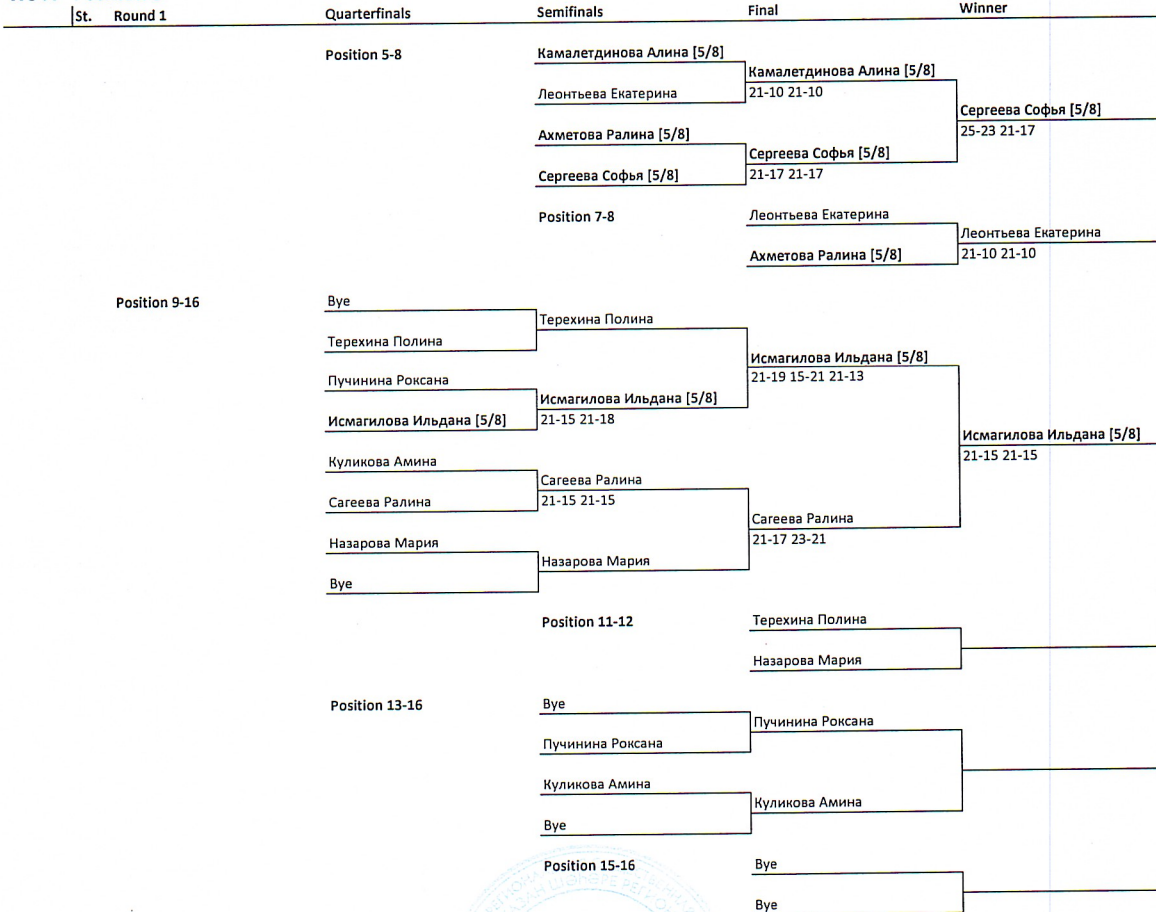 St. Round 1 Quarterfinals Semifinals Final Winner
Position 5-8
Камалетдинова Алина [5/8]
Камалетдинова Алина [5/8]
21-10 21-10
Леонтьева Екатерина
Сергеева Софья [5/8]
25-23 21-17
Ахметова Ралина [5/8]
Сергеева Софья [5/8]
21-17 21-17
Сергеева Софья [5/8]
Position 7-8
Леонтьева Екатерина
Леонтьева Екатерина
21-10 21-10
Ахметова Ралина [5/8]
Position 9-16
Bye
Терехина Полина
Терехина Полина
Исмагилова Ильдана [5/8]
21-19 15-21 21-13
Пучинина Роксана
Исмагилова Ильдана [5/8]
21-15 21-18
Исмагилова Ильдана [5/8]
Исмагилова Ильдана [5/8]
21-15 21-15
Куликова Амина
Сагеева Ралина
21-15 21-15
Сагеева Ралина
Сагеева Ралина
21-17 23-21
Назарова Мария
Назарова Мария
Bye
Position 11-12
Терехина Полина
Назарова Мария
Position 13-16
Bye
Пучинина Роксана
Пучинина Роксана
Куликова Амина
Куликова Амина
Bye
Position 15-16
Bye
Bye